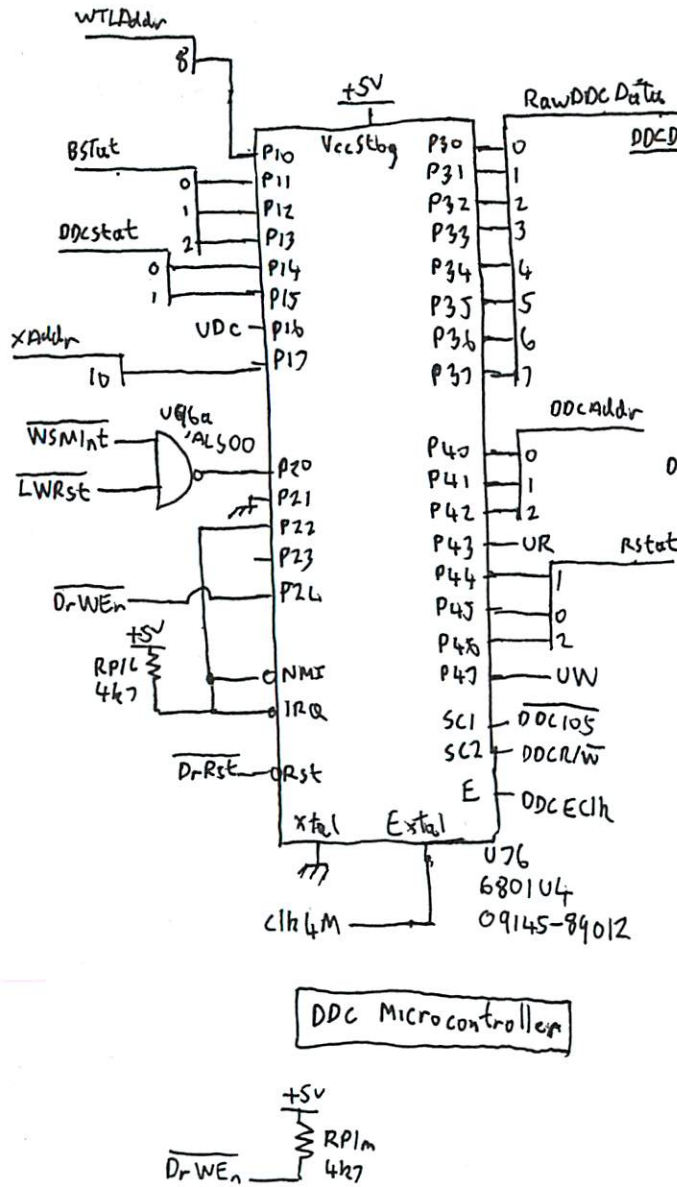 WTLAddr
8
+5V
RawDDCData
DDCD
P10 VccStby P30 0
BStat
0 P11 P31 1
1 P12 P32 2
2 P13 P33 3
DDCstat
0 P14 P34 4
1 P15 P35 5
UDC P16 P36 6
XAddr
10 P17 P37 7
U96a
'ALS00
DDCAddr
WSMInt
P40 0
LWRst
P20 P41 1
P21 P42 2
D
P22 P43 UR
Rstat
P23 P44 1
DrWEn P24 P45 0
+5V
P46 2
RP1L
4k7
NMI P47 UW
IRQ
SC1 DDCIOS
DrRst Rst SC2 DDCR/W
E DDCEClk
Xtal Extal
U76
6801U4
Clk4M 09145-89012
DDC Microcontroller
+5V
RP1m
4k7
DrWEn